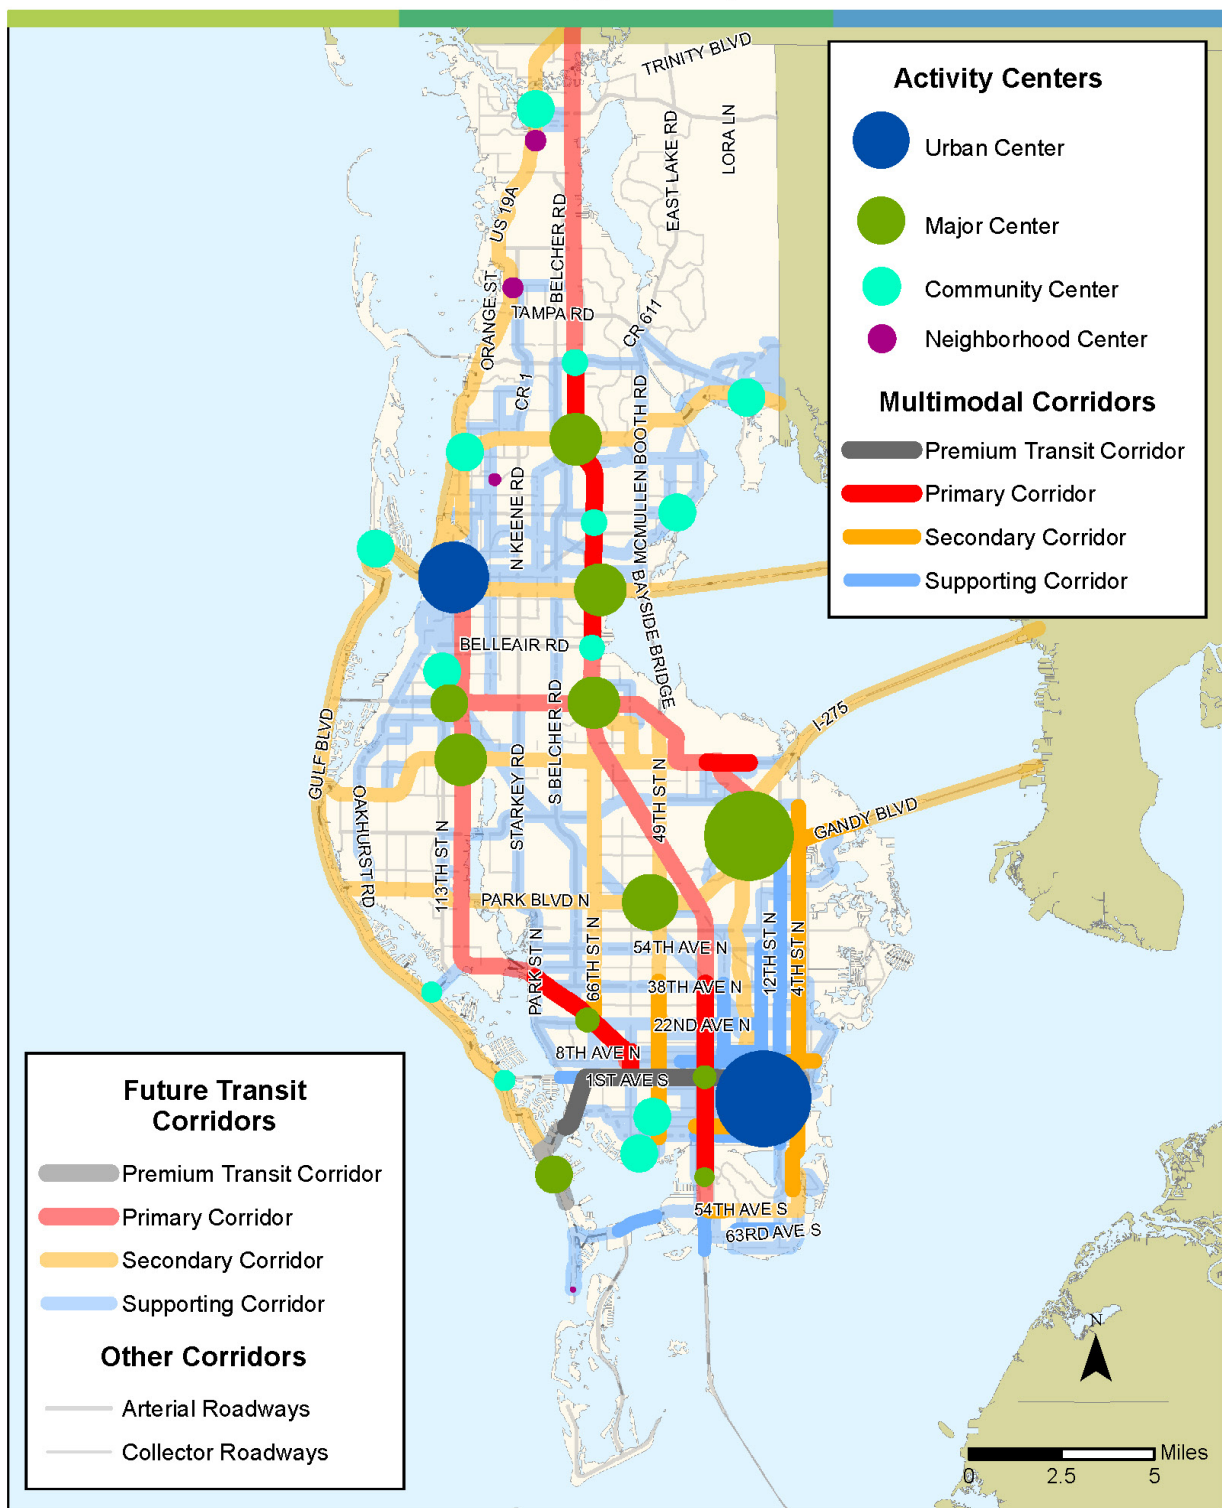 TRINITY BLVD
EAST LAKE RD
LORA LN
US 19A
BELCHER RD
ORANGE ST
TAMPA RD
CR 611
CR 1
MCMULLEN BOOTH RD
N KEENE RD
BAYSIDE BRIDGE
BELLEAIR RD
S BELCHER RD
I-275
GULF BLVD
OAKHURST RD
STARKEY RD
49TH ST N
GANDY BLVD
113TH ST N
PARK BLVD N
PARK ST N
66TH ST N
54TH AVE N
12TH ST N
4TH ST N
38TH AVE N
22ND AVE N
8TH AVE N
1ST AVE S
54TH AVE S
63RD AVE S
Activity Centers
Urban Center
Major Center
Community Center
Neighborhood Center
Multimodal Corridors
Premium Transit Corridor
Primary Corridor
Secondary Corridor
Supporting Corridor
Future Transit
Corridors
Premium Transit Corridor
Primary Corridor
Secondary Corridor
Supporting Corridor
Other Corridors
Arterial Roadways
Collector Roadways
N
Miles
0 2.5 5